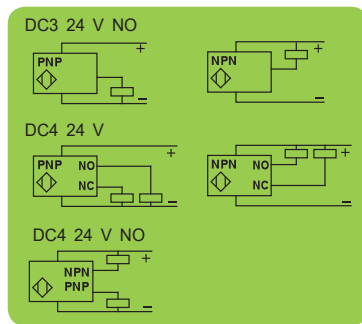 DC3 24 V NO
PNP
+
−
NPN
+
−
DC4 24 V
PNP NO
NC
+
−
NPN NO
NC
+
−
DC4 24 V NO
NPN
PNP
+
−